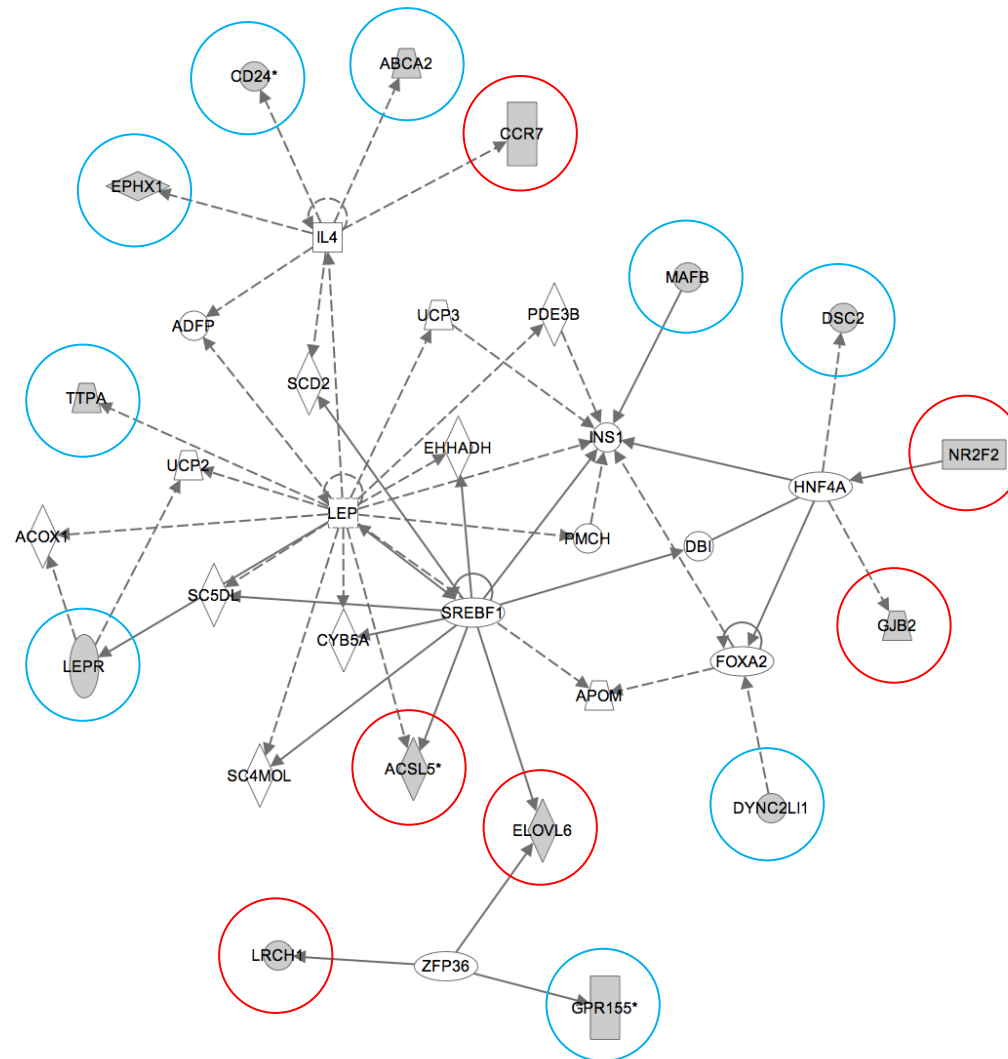 CD24*
ABCA2
CCR7
EPHX1
IL4
MAFB
DSC2
ADFP
UCP3
PDE3B
SCD2
TTPA
EHHADH
INS1
NR2F2
UCP2
HNF4A
LEP
ACOX1
PMCH
DBI
SC5DL
SREBF1
CYB5A
GJB2
LEPR
FOXA2
APOM
SC4MOL
ACSL5*
DYNC2LI1
ELOVL6
LRCH1
ZFP36
GPR155*